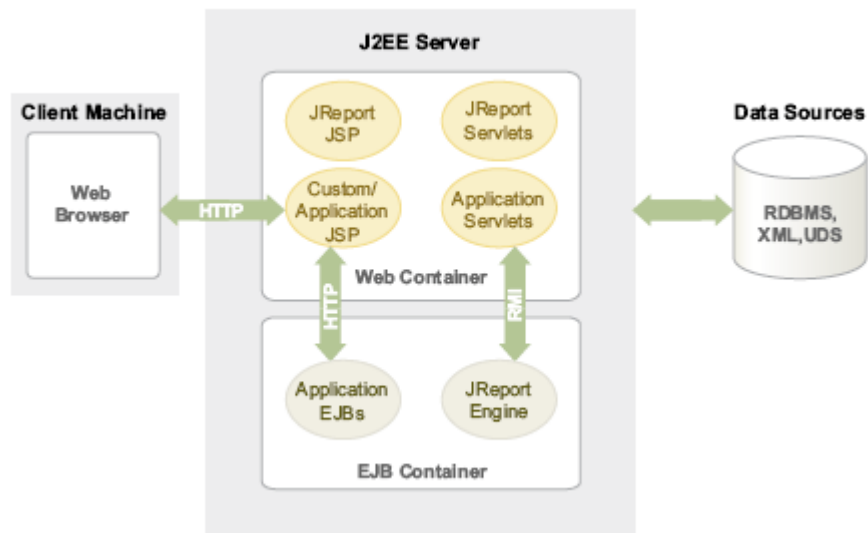 J2EE Server
Client Machine
Web
Browser
HTTP
JReport
JSP
JReport
Servlets
Custom/
Application
JSP
Application
Servlets
Web Container
HTTP
RMI
Application
EJBs
JReport
Engine
EJB Container
Data Sources
RDBMS,
XML,UDS